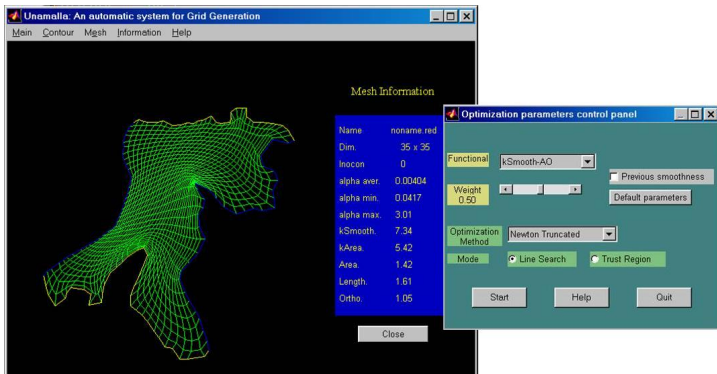 Unamalla: An automatic system for Grid Generation
Main Contour Mesh Information Help
Mesh Information
Name noname.red
Dim. 35 x 35
Inocon 0
alpha aver. 0.00404
alpha min. 0.0417
alpha max. 3.01
kSmooth. 7.34
kArea. 5.42
Area. 1.42
Length. 1.61
Ortho. 1.05
Close
Optimization parameters control panel
Functional kSmooth-AO
Previous smoothness
Weight
0.50
Default parameters
Optimization
Method
Newton Truncated
Mode Line Search Trust Region
Start Help Quit